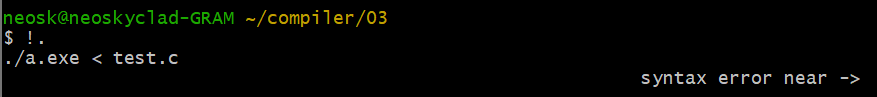 neosk@neoskyclad-GRAM ~/compiler/03
$ !.
./a.exe < test.c
syntax error near ->